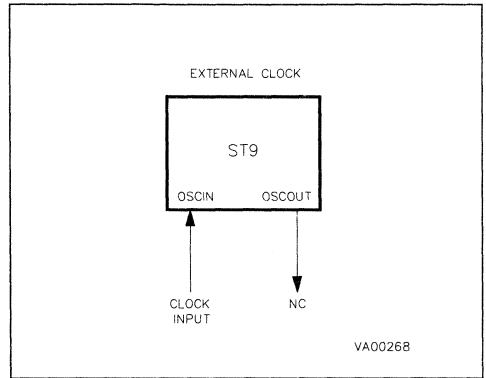 EXTERNAL CLOCK
ST9
OSCIN OSCOUT
CLOCK NC
INPUT
VA00268